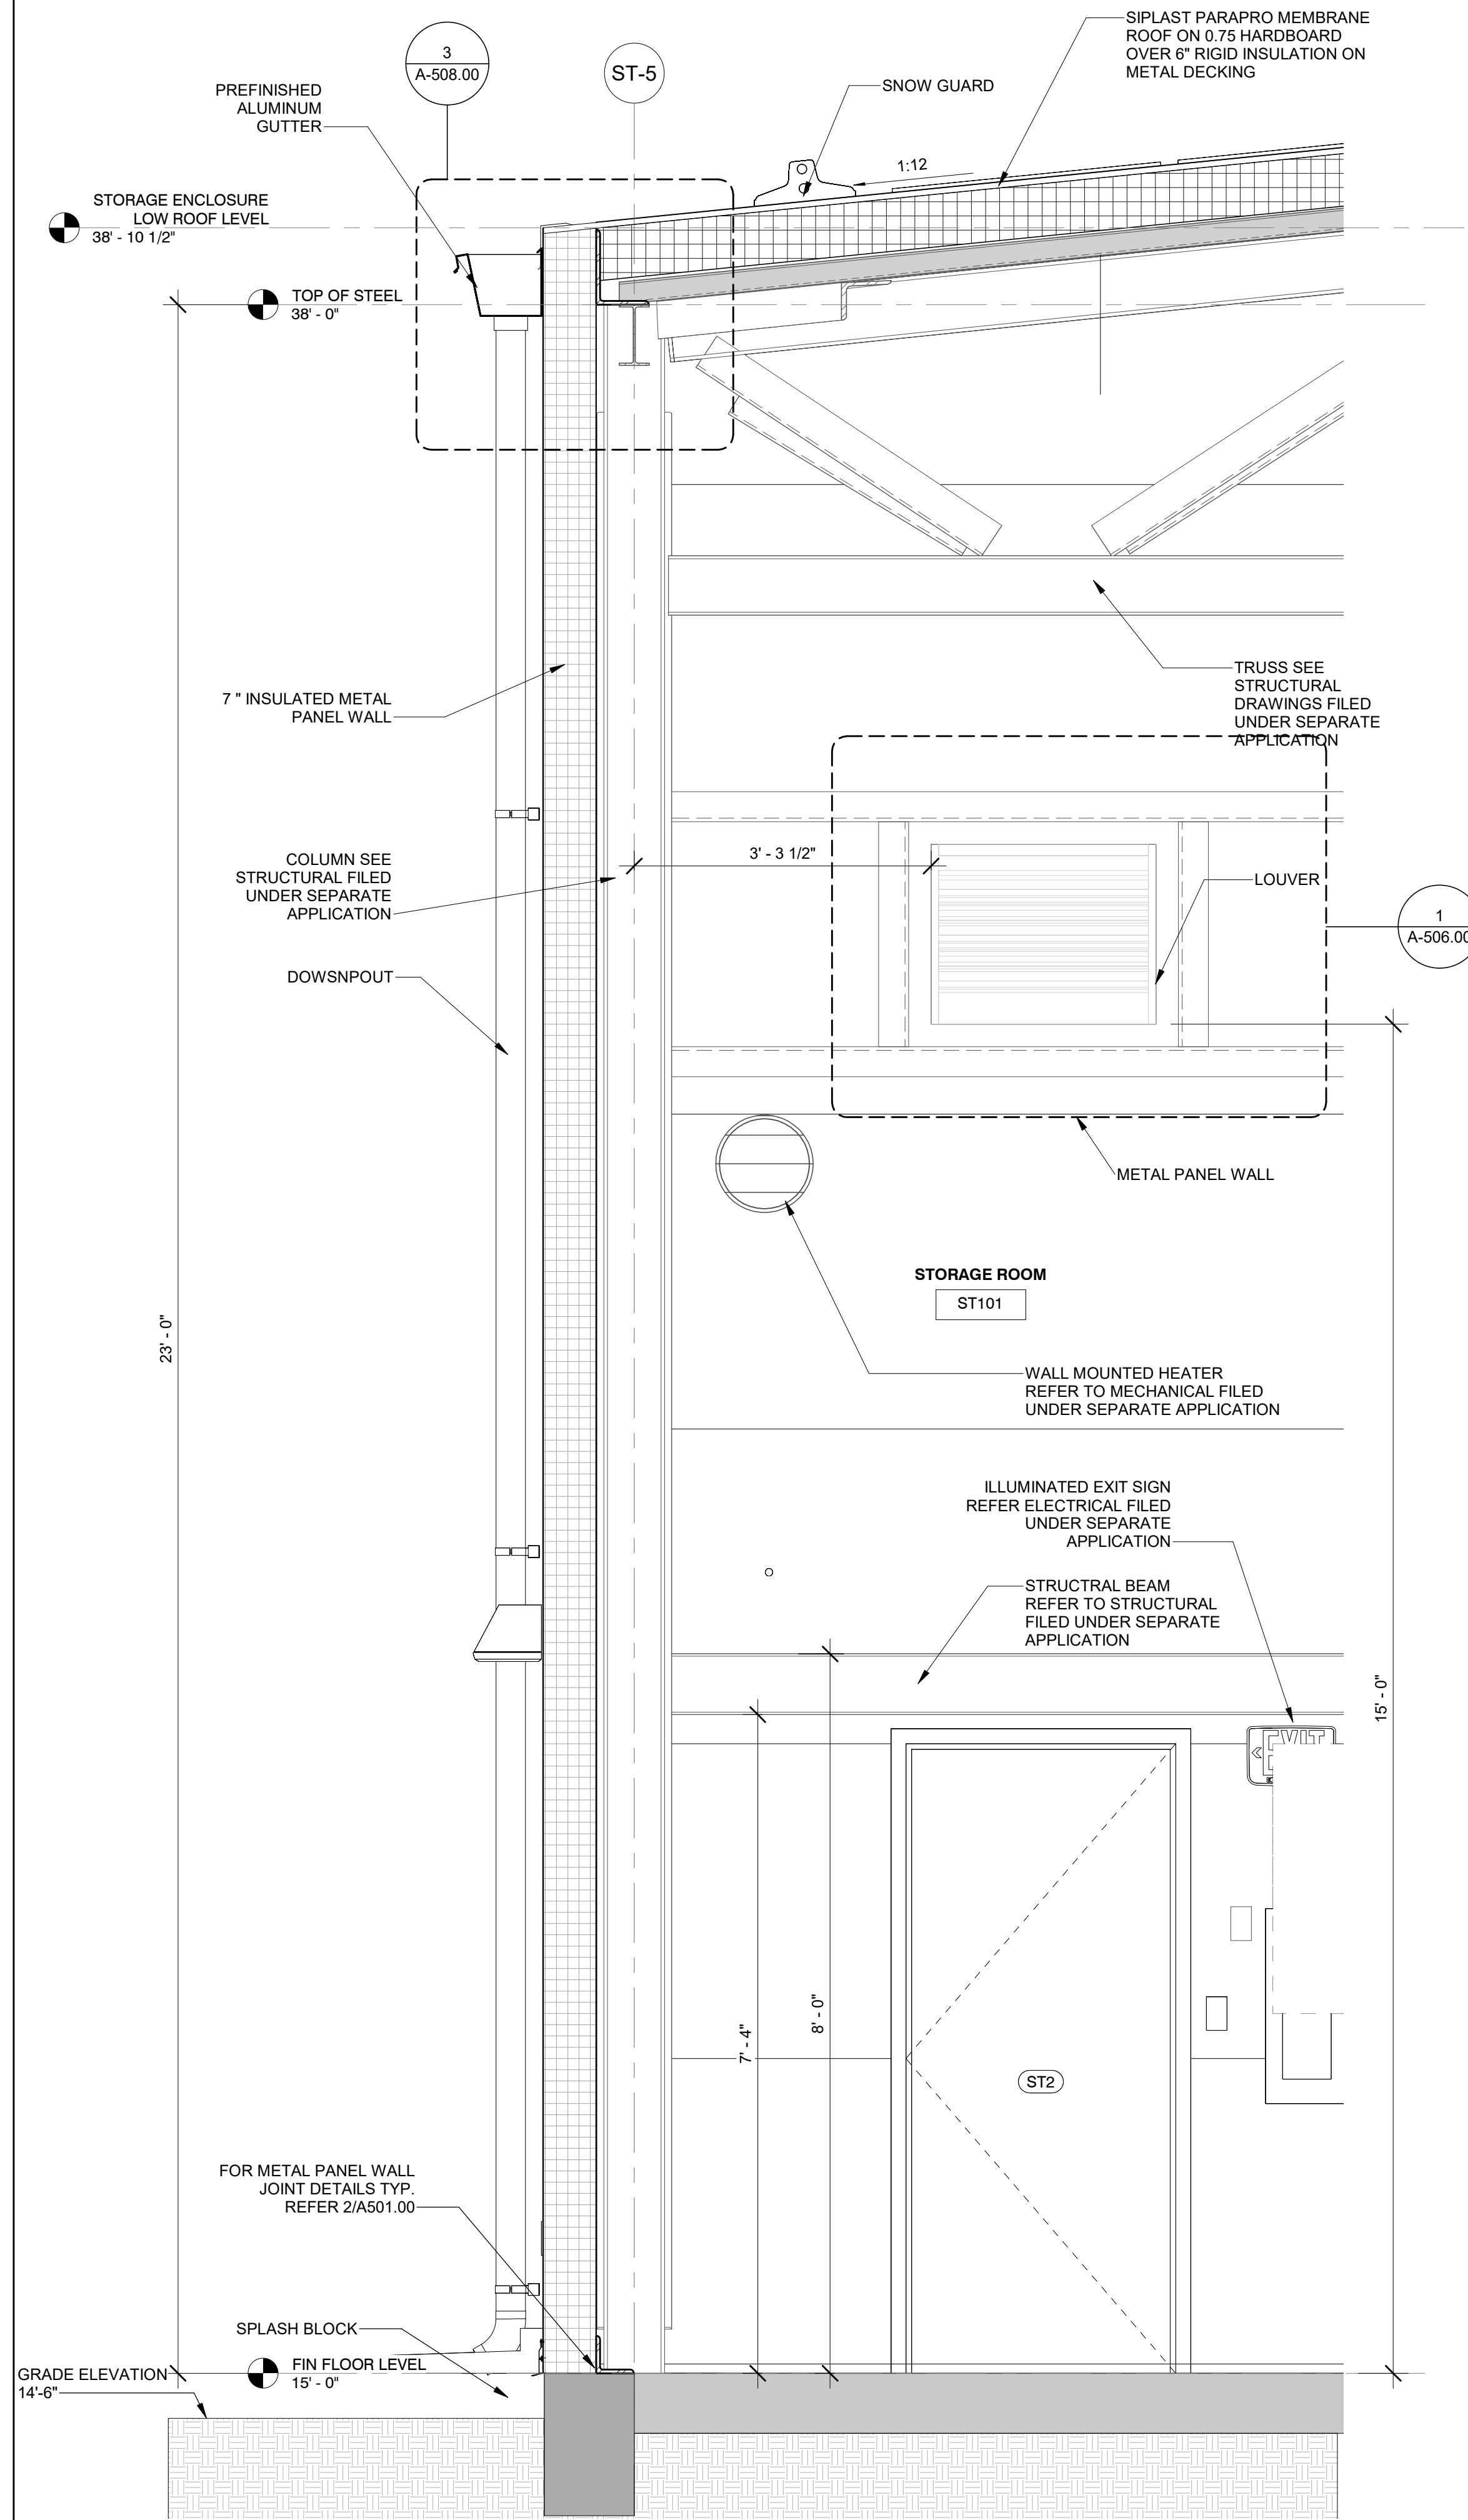 SIPLAST PARAPRO MEMBRANE
ROOF ON 0.75 HARDBOARD
OVER 6" RIGID INSULATION ON
METAL DECKING
3
A-508.00
ST-5
SNOW GUARD
PREFINISHED
ALUMINUM
GUTTER
1:12
STORAGE ENCLOSURE
LOW ROOF LEVEL
38' - 10 1/2"
TOP OF STEEL
38' - 0"
TRUSS SEE
STRUCTURAL
DRAWINGS FILED
UNDER SEPARATE
APPLICATION
7 " INSULATED METAL
PANEL WALL
3' - 3 1/2"
COLUMN SEE
STRUCTURAL FILED
UNDER SEPARATE
APPLICATION
LOUVER
1
A-506.00
DOWSNPOUT
METAL PANEL WALL
STORAGE ROOM
ST101
23' - 0"
WALL MOUNTED HEATER
REFER TO MECHANICAL FILED
UNDER SEPARATE APPLICATION
ILLUMINATED EXIT SIGN
REFER ELECTRICAL FILED
UNDER SEPARATE
APPLICATION
STRUCTRAL BEAM
REFER TO STRUCTURAL
FILED UNDER SEPARATE
APPLICATION
15' - 0"
EXIT
8' - 0"
7' - 4"
ST2
FOR METAL PANEL WALL
JOINT DETAILS TYP.
REFER 2/A501.00
SPLASH BLOCK
FIN FLOOR LEVEL
15' - 0"
GRADE ELEVATION
14'-6"